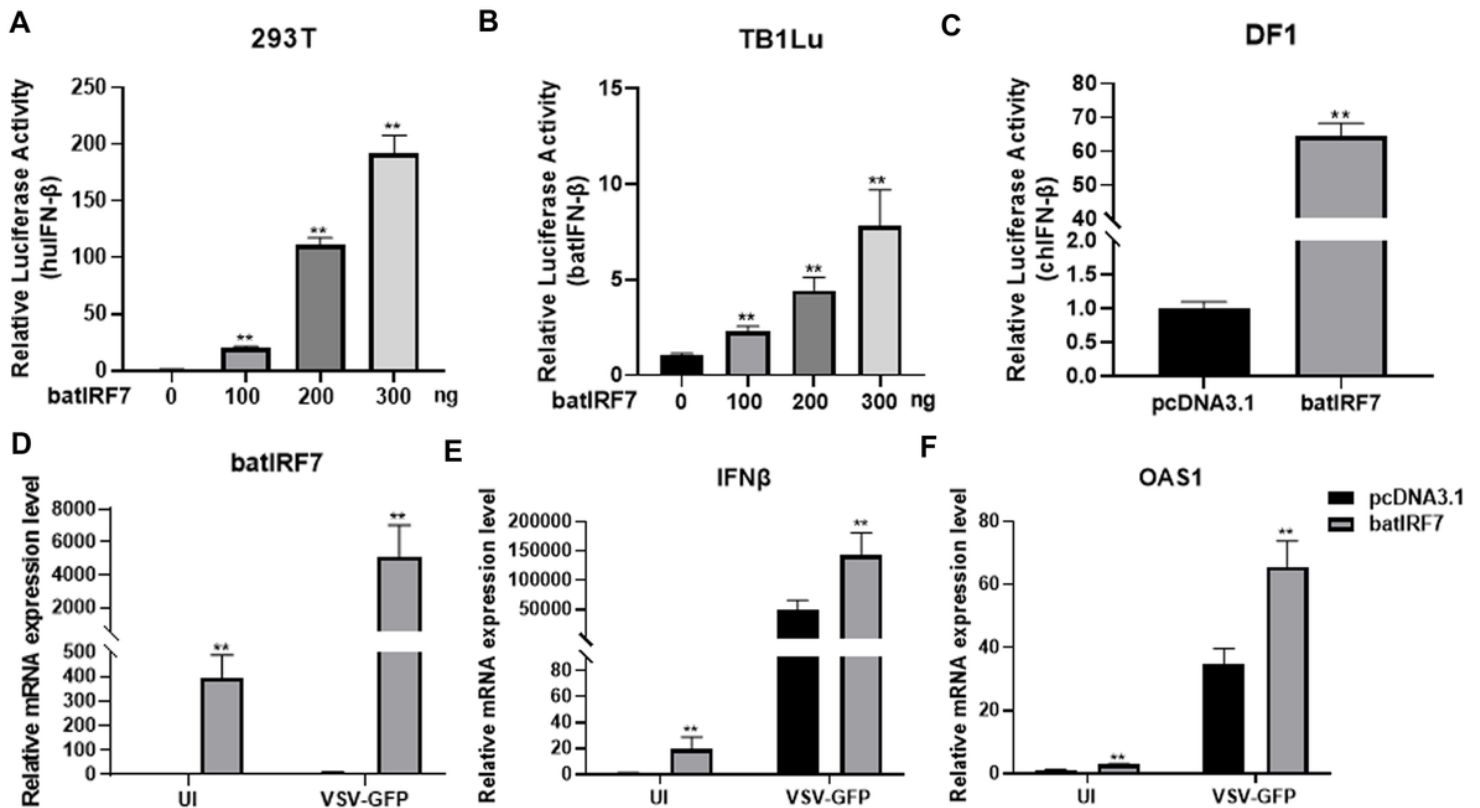 A
293T
Relative Luciferase Activity
(huIFN-β)
250
200
150
100
50
0
**
**
**
batIRF7 0 100 200 300 ng
B
TB1Lu
Relative Luciferase Activity
(batIFN-β)
15
10
5
0
**
**
**
batIRF7 0 100 200 300 ng
C
DF1
Relative Luciferase Activity
(chIFN-β)
80
70
60
50
40
2.0
1.5
1.0
0.5
0.0
**
pcDNA3.1 batIRF7
D
batIRF7
Relative mRNA expression level
8000
6000
4000
2000
500
400
300
200
100
0
**
**
UI VSV-GFP
E
IFNβ
Relative mRNA expression level
200000
150000
100000
50000
80
60
40
20
0
**
**
UI VSV-GFP
F
OAS1
Relative mRNA expression level
80
60
40
20
0
**
**
UI VSV-GFP
pcDNA3.1
batIRF7